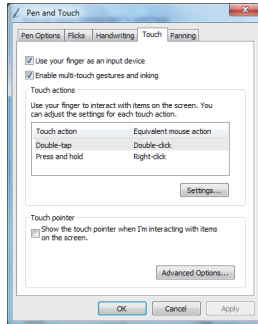 Pen and Touch
Pen Options Flicks Handwriting Touch Panning
Use your finger as an input device
Enable multi-touch gestures and inking
Touch actions
Use your finger to interact with items on the screen. You
can adjust the settings for each touch action.
Touch action Equivalent mouse action
Double-tap Double-click
Press and hold Right-click
Settings...
Touch pointer
Show the touch pointer when I'm interacting with items
on the screen.
Advanced Options...
OK Cancel Apply